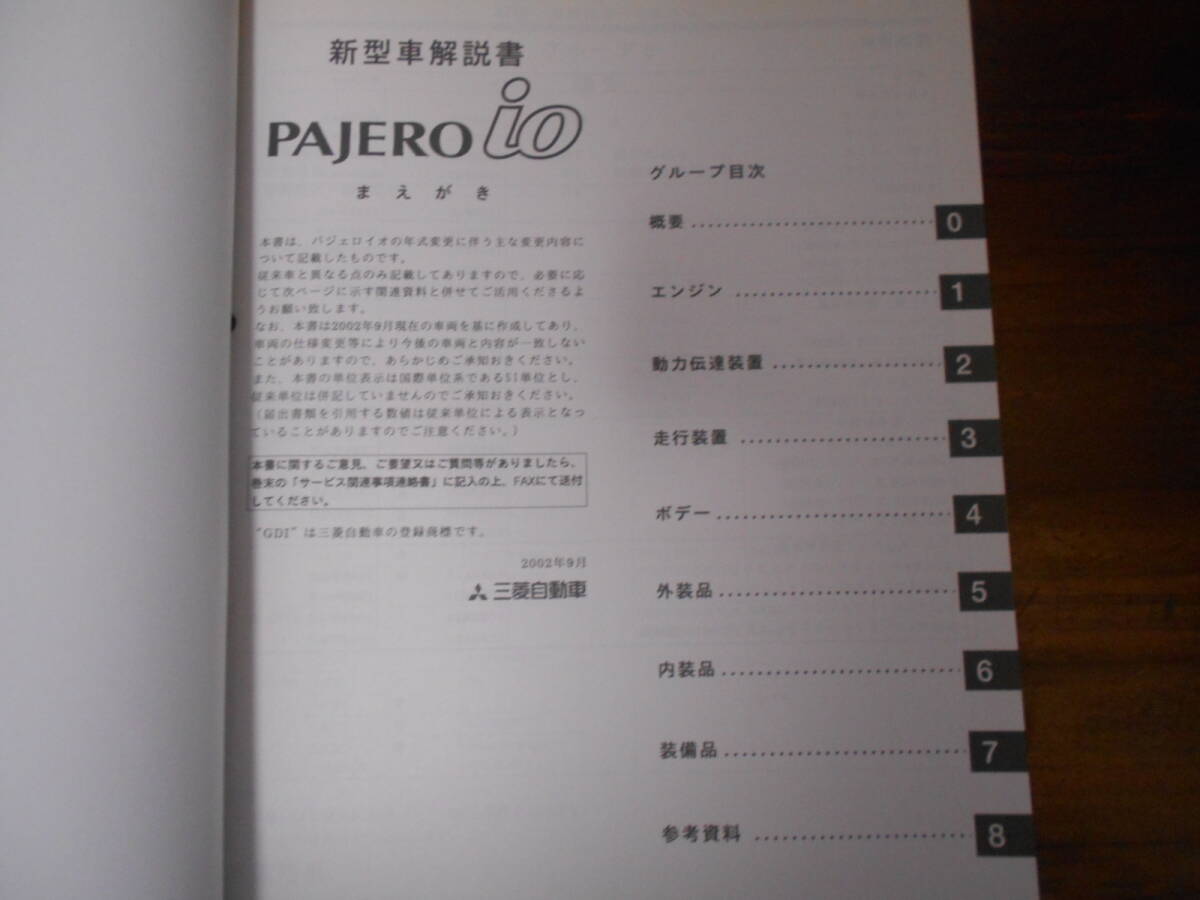 新型車解説書
PAJERO io
まえがき
本書は、パジェロイオの年式変更に伴う主な変更内容に
ついて記載したものです。
従来車と異なる点のみ記載してありますので、必要に応
じて次ページに示す関連資料と併せてご活用くださるよ
うお願い致します。
なお、本書は2002年9月現在の車両を基に作成してあり、
車両の仕様変更等により今後の車両と内容が一致しない
ことがありますので、あらかじめご承知おきください。
また、本書の単位表示は国際単位系であるSI単位とし、
従来単位は併記していませんのでご承知おきください。
(届出書類を引用する数値は従来単位による表示となっ
ていることがありますのでご注意ください。)
本書に関するご意見、ご要望又はご質問等がありましたら、
巻末の「サービス関連事項連絡書」に記入の上、FAXにて送付
してください。
"GDI"は三菱自動車の登録商標です。
2002年9月
三菱自動車
グループ目次
概要 ................................ 0
エンジン ............................ 1
動力伝達装置 ........................ 2
走行装置 ............................ 3
ボデー .............................. 4
外装品 .............................. 5
内装品 .............................. 6
装備品 .............................. 7
参考資料 ............................ 8